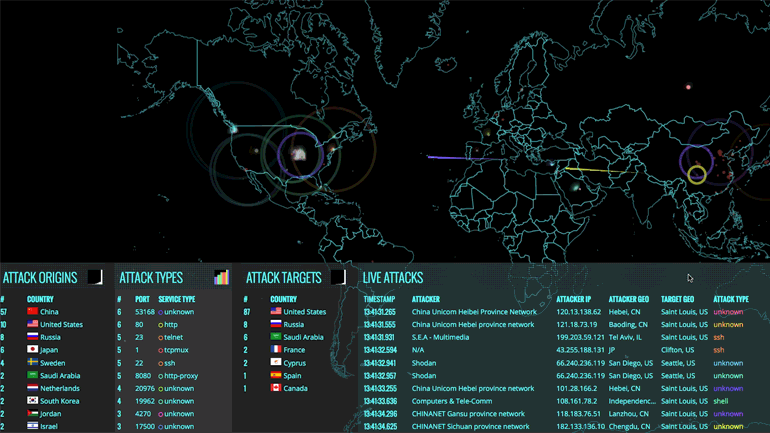 ATTACK ORIGINS
# COUNTRY
57 China
10 United States
8 Russia
6 Japan
4 Sweden
2 Saudi Arabia
2 Netherlands
2 South Korea
2 Jordan
2 Israel
ATTACK TYPES
# PORT SERVICE TYPE
6 53168 unknown
6 80 http
5 23 telnet
5 1 tcpmux
4 22 ssh
5 8080 http-proxy
4 20976 unknown
4 19962 unknown
3 4270 unknown
3 17500 unknown
ATTACK TARGETS
# COUNTRY
87 United States
8 Russia
6 Saudi Arabia
2 France
2 Cyprus
1 Spain
1 Canada
LIVE ATTACKS
TIMESTAMP ATTACKER ATTACKER IP ATTACKER GEO TARGET GEO ATTACK TYPE
13:41:31.265 China Unicom Heibei Province Network 120.13.138.62 Hebei, CN Saint Louis, US unknown
13:41:31.555 China Unicom Heibei province network 121.18.73.19 Baoding, CN Saint Louis, US unknown
13:41:31.931 S.E.A - Multimedia 199.203.59.121 Tel Aviv, IL Saint Louis, US ssh
13:41:32.594 N/A 43.255.188.131 JP Clifton, US ssh
13:41:32.941 Shodan 66.240.236.119 San Diego, US Seattle, US unknown
13:41:32.957 Shodan 66.240.236.119 San Diego, US Seattle, US unknown
13:41:33.255 China Unicom Heibei province network 101.28.166.2 Hebei, CN Saint Louis, US unknown
13:41:33.636 Computers & Tele-Comm 108.161.7 Independenc... Saint Louis, US shell
13:41:34.296 CHINANET Gansu province network 118.183.76.51 Lanzhou, CN Saint Louis, US unknown
13:41:34.625 CHINANET Sichuan province network 182.133.136.10 Chengdu, CN Saint Louis, US unknown